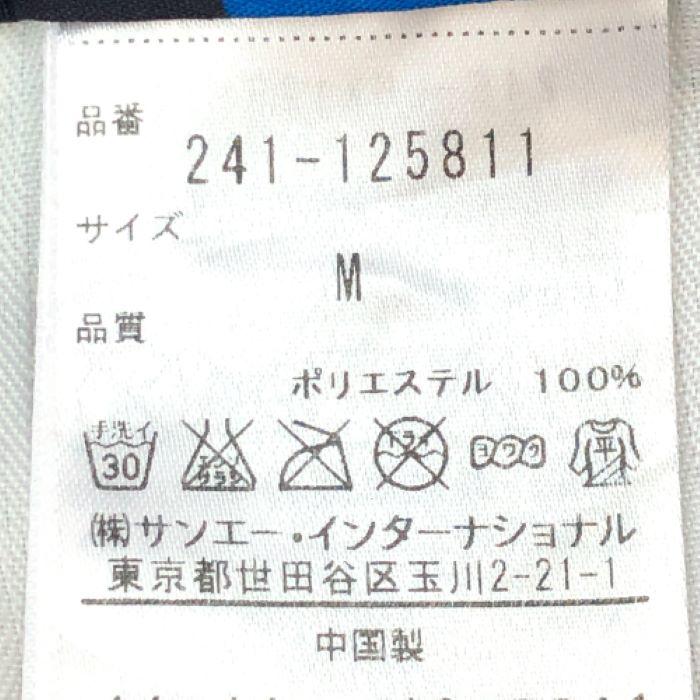 品番
241-125811
サイズ
M
品質
ポリエステル 100%
手洗イ
30
エンソ
サラシ
ドライ
ヨワク
平
㈱サンエー・インターナショナル
東京都世田谷区玉川2-21-1
中国製